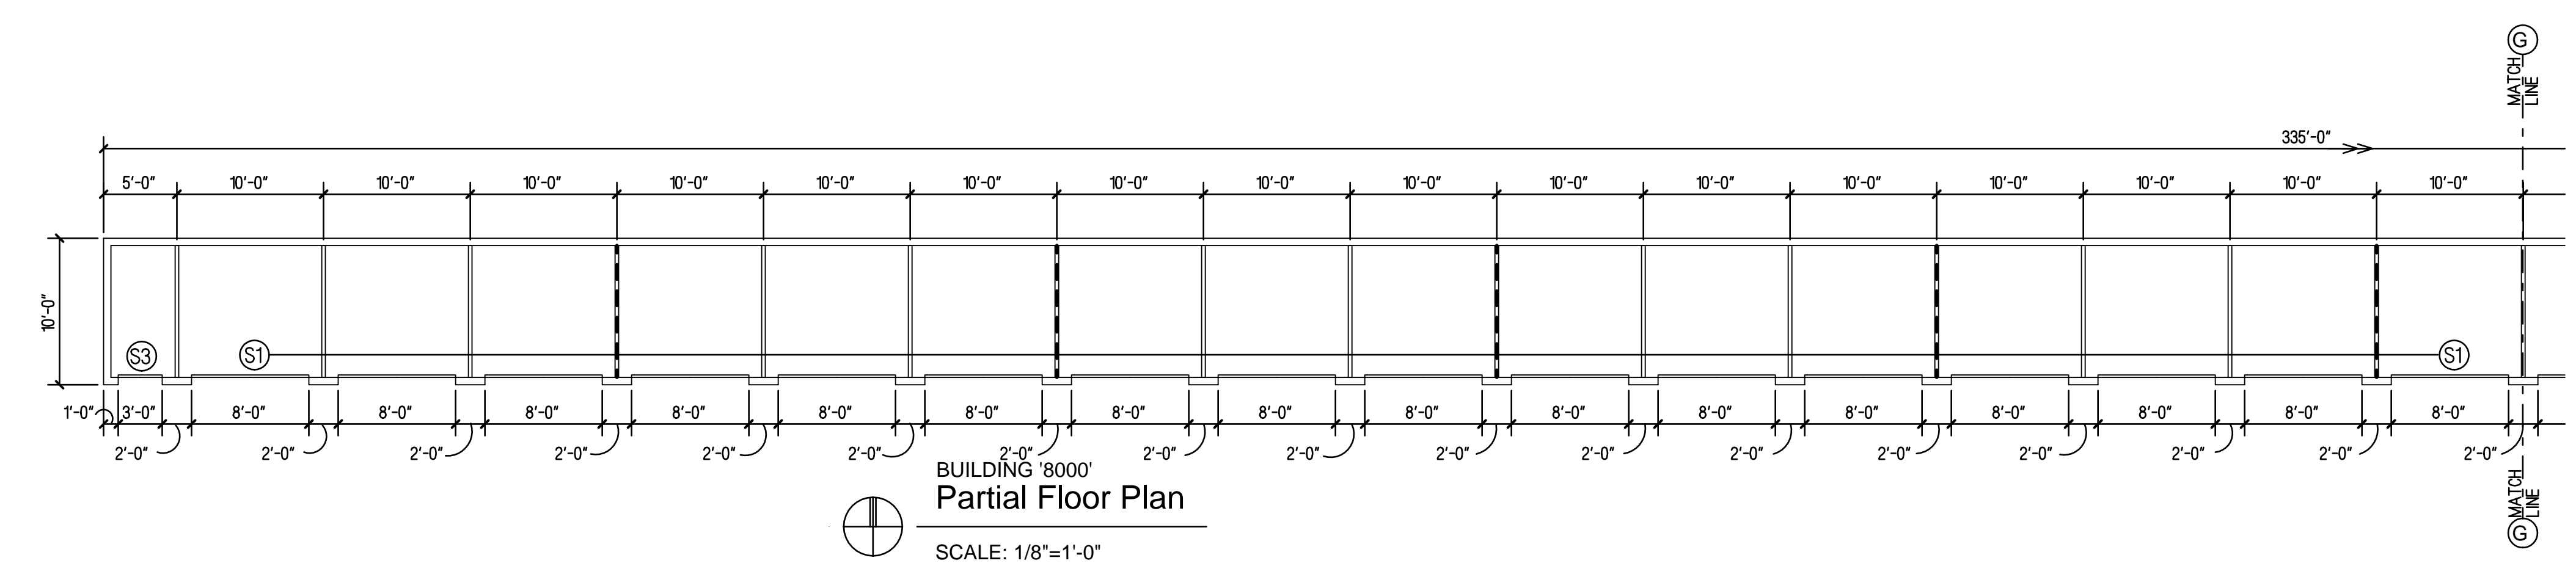 G
MATCH
LINE
335'-0"
5'-0" 10'-0" 10'-0" 10'-0" 10'-0" 10'-0" 10'-0" 10'-0" 10'-0" 10'-0" 10'-0" 10'-0" 10'-0" 10'-0" 10'-0" 10'-0" 10'-0"
10'-0"
S3 S1 S1
1'-0" 3'-0" 8'-0" 8'-0" 8'-0" 8'-0" 8'-0" 8'-0" 8'-0" 8'-0" 8'-0" 8'-0" 8'-0" 8'-0" 8'-0" 8'-0" 8'-0" 8'-0"
2'-0" 2'-0" 2'-0" 2'-0" 2'-0" 2'-0" 2'-0" 2'-0" 2'-0" 2'-0" 2'-0" 2'-0" 2'-0" 2'-0" 2'-0" 2'-0" 2'-0"
BUILDING '8000'
Partial Floor Plan
SCALE: 1/8"=1'-0"
MATCH
LINE
G